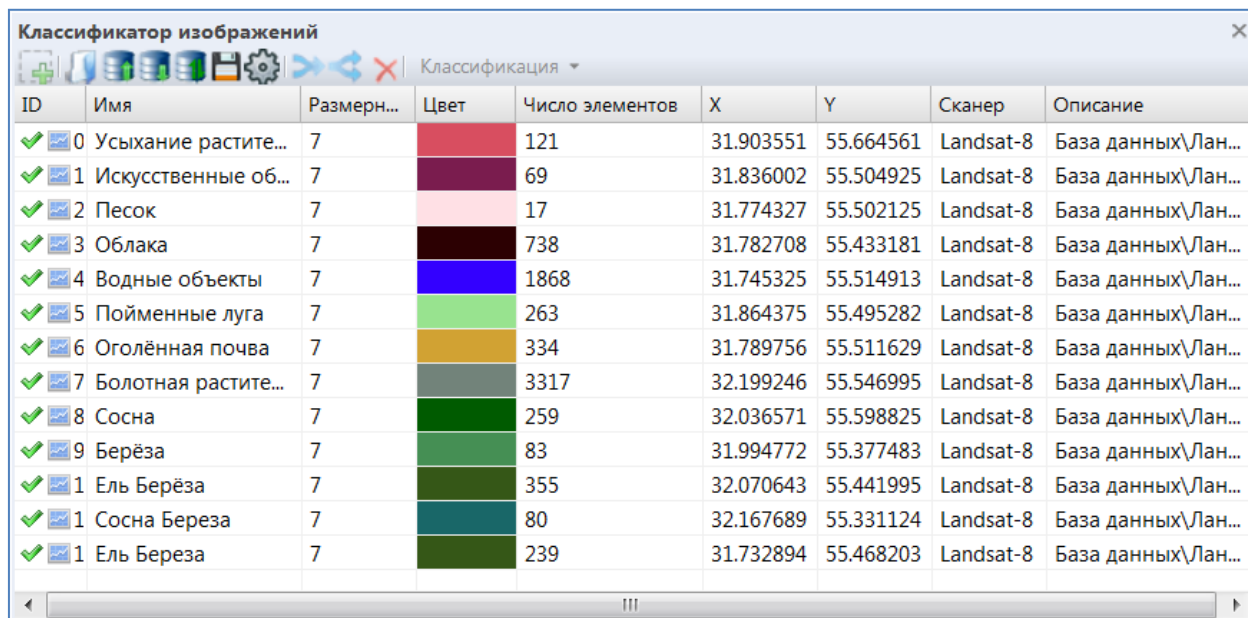 Классификатор изображений
Классификация
ID Имя Размерн... Цвет Число элементов X Y Сканер Описание
0 Усыхание растите... 7 121 31.903551 55.664561 Landsat-8 База данных\Лан...
1 Искусственные об... 7 69 31.836002 55.504925 Landsat-8 База данных\Лан...
2 Песок 7 17 31.774327 55.502125 Landsat-8 База данных\Лан...
3 Облака 7 738 31.782708 55.433181 Landsat-8 База данных\Лан...
4 Водные объекты 7 1868 31.745325 55.514913 Landsat-8 База данных\Лан...
5 Пойменные луга 7 263 31.864375 55.495282 Landsat-8 База данных\Лан...
6 Оголённая почва 7 334 31.789756 55.511629 Landsat-8 База данных\Лан...
7 Болотная растите... 7 3317 32.199246 55.546995 Landsat-8 База данных\Лан...
8 Сосна 7 259 32.036571 55.598825 Landsat-8 База данных\Лан...
9 Берёза 7 83 31.994772 55.377483 Landsat-8 База данных\Лан...
1 Ель Берёза 7 355 32.070643 55.441995 Landsat-8 База данных\Лан...
1 Сосна Береза 7 80 32.167689 55.331124 Landsat-8 База данных\Лан...
1 Ель Береза 7 239 31.732894 55.468203 Landsat-8 База данных\Лан...